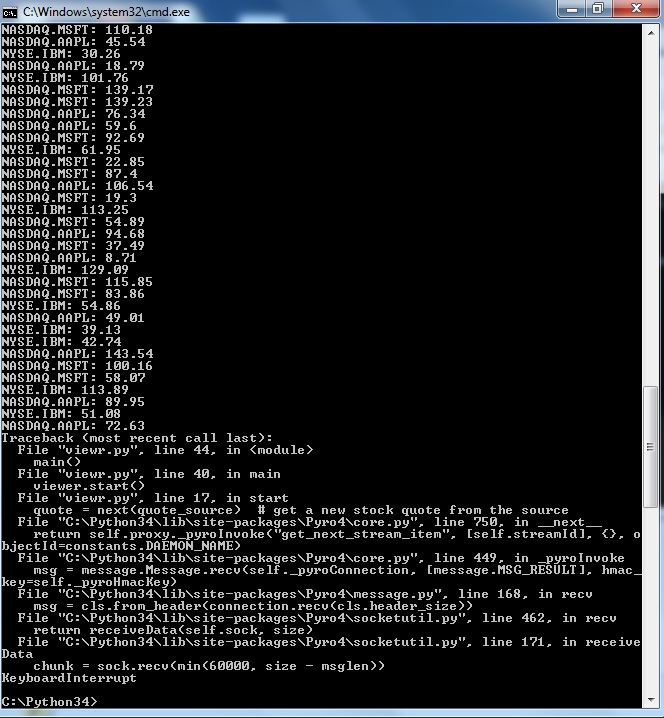 C:\Windows\system32\cmd.exe
NASDAQ.MSFT: 110.18
NASDAQ.AAPL: 45.54
NYSE.IBM: 30.26
NASDAQ.AAPL: 18.79
NYSE.IBM: 101.76
NASDAQ.MSFT: 139.17
NASDAQ.MSFT: 139.23
NASDAQ.AAPL: 76.34
NASDAQ.AAPL: 59.6
NASDAQ.MSFT: 92.69
NYSE.IBM: 61.95
NASDAQ.MSFT: 22.85
NASDAQ.AAPL: 87.4
NASDAQ.AAPL: 106.54
NASDAQ.MSFT: 19.3
NYSE.IBM: 113.25
NASDAQ.MSFT: 54.89
NASDAQ.AAPL: 94.68
NASDAQ.MSFT: 37.49
NASDAQ.AAPL: 8.71
NYSE.IBM: 129.09
NASDAQ.MSFT: 115.85
NASDAQ.MSFT: 83.86
NYSE.IBM: 54.86
NASDAQ.AAPL: 49.01
NYSE.IBM: 39.13
NYSE.IBM: 42.74
NASDAQ.AAPL: 143.54
NASDAQ.MSFT: 100.16
NASDAQ.MSFT: 58.07
NYSE.IBM: 113.89
NASDAQ.AAPL: 89.95
NYSE.IBM: 51.08
NASDAQ.AAPL: 72.63
Traceback (most recent call last):
  File "viewr.py", line 44, in <module>
    main()
  File "viewr.py", line 40, in main
    viewer.start()
  File "viewr.py", line 17, in start
    quote = next(quote_source)  # get a new stock quote from the source
  File "C:\Python34\lib\site-packages\Pyro4\core.py", line 750, in __next__
    return self.proxy._pyroInvoke("get_next_stream_item", [self.streamId], {}, o
bjectId=constants.DAEMON_NAME)
  File "C:\Python34\lib\site-packages\Pyro4\core.py", line 449, in _pyroInvoke
    msg = message.Message.recv(self._pyroConnection, [message.MSG_RESULT], hmac_
key=self._pyroHmacKey)
  File "C:\Python34\lib\site-packages\Pyro4\message.py", line 168, in recv
    msg = cls.from_header(connection.recv(cls.header_size))
  File "C:\Python34\lib\site-packages\Pyro4\socketutil.py", line 462, in recv
    return receiveData(self.sock, size)
  File "C:\Python34\lib\site-packages\Pyro4\socketutil.py", line 171, in receive
Data
    chunk = sock.recv(min(60000, size - msglen))
KeyboardInterrupt
C:\Python34>